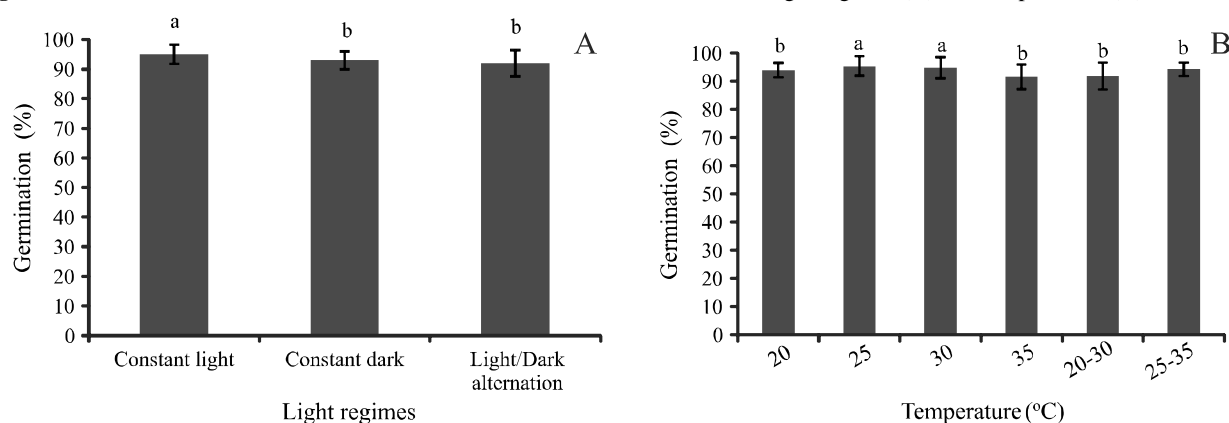 a
b
b
A
100
90
80
70
60
50
40
30
20
10
0
Germination (%)
Constant light
Constant dark
Light/Dark
alternation
Light regimes
b
a
a
b
b
b
B
100
90
80
70
60
50
40
30
20
10
0
Germination (%)
20
25
30
35
20-30
25-35
Temperature (ºC)